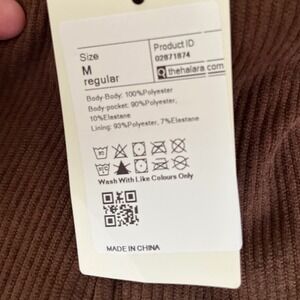 Size
M
regular
Product ID
02871874
thehalara.com
Body-Body: 100%Polyester
Body-pocket: 90%Polyester,
10%Elastane
Lining: 93%Polyester, 7%Elastane
Wash With Like Colours Only
MADE IN CHINA